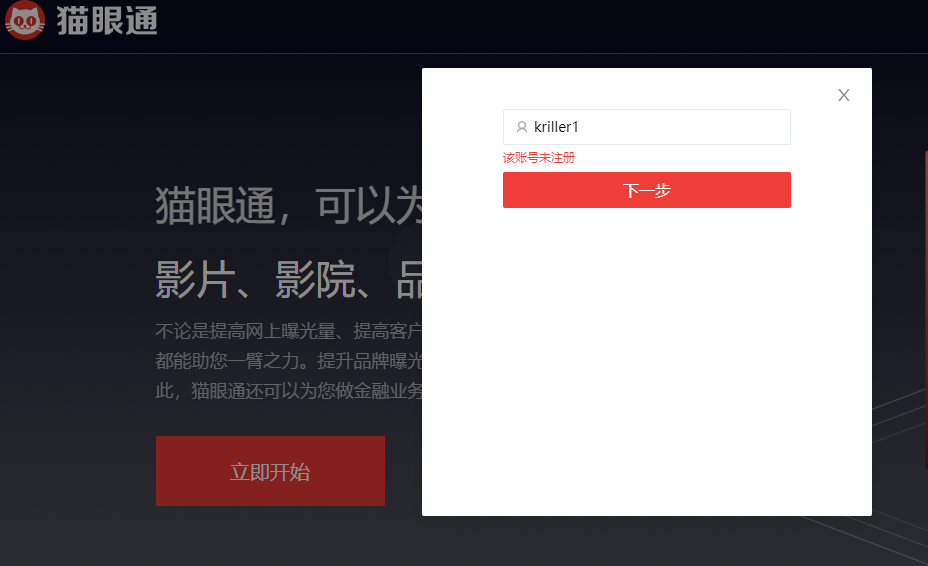 猫眼通
X
kriller1
该账号未注册
下一步
猫眼通，可以为
影片、影院、品
不论是提高网上曝光量、提高客户
都能助您一臂之力。提升品牌曝光
此，猫眼通还可以为您做金融业务
立即开始